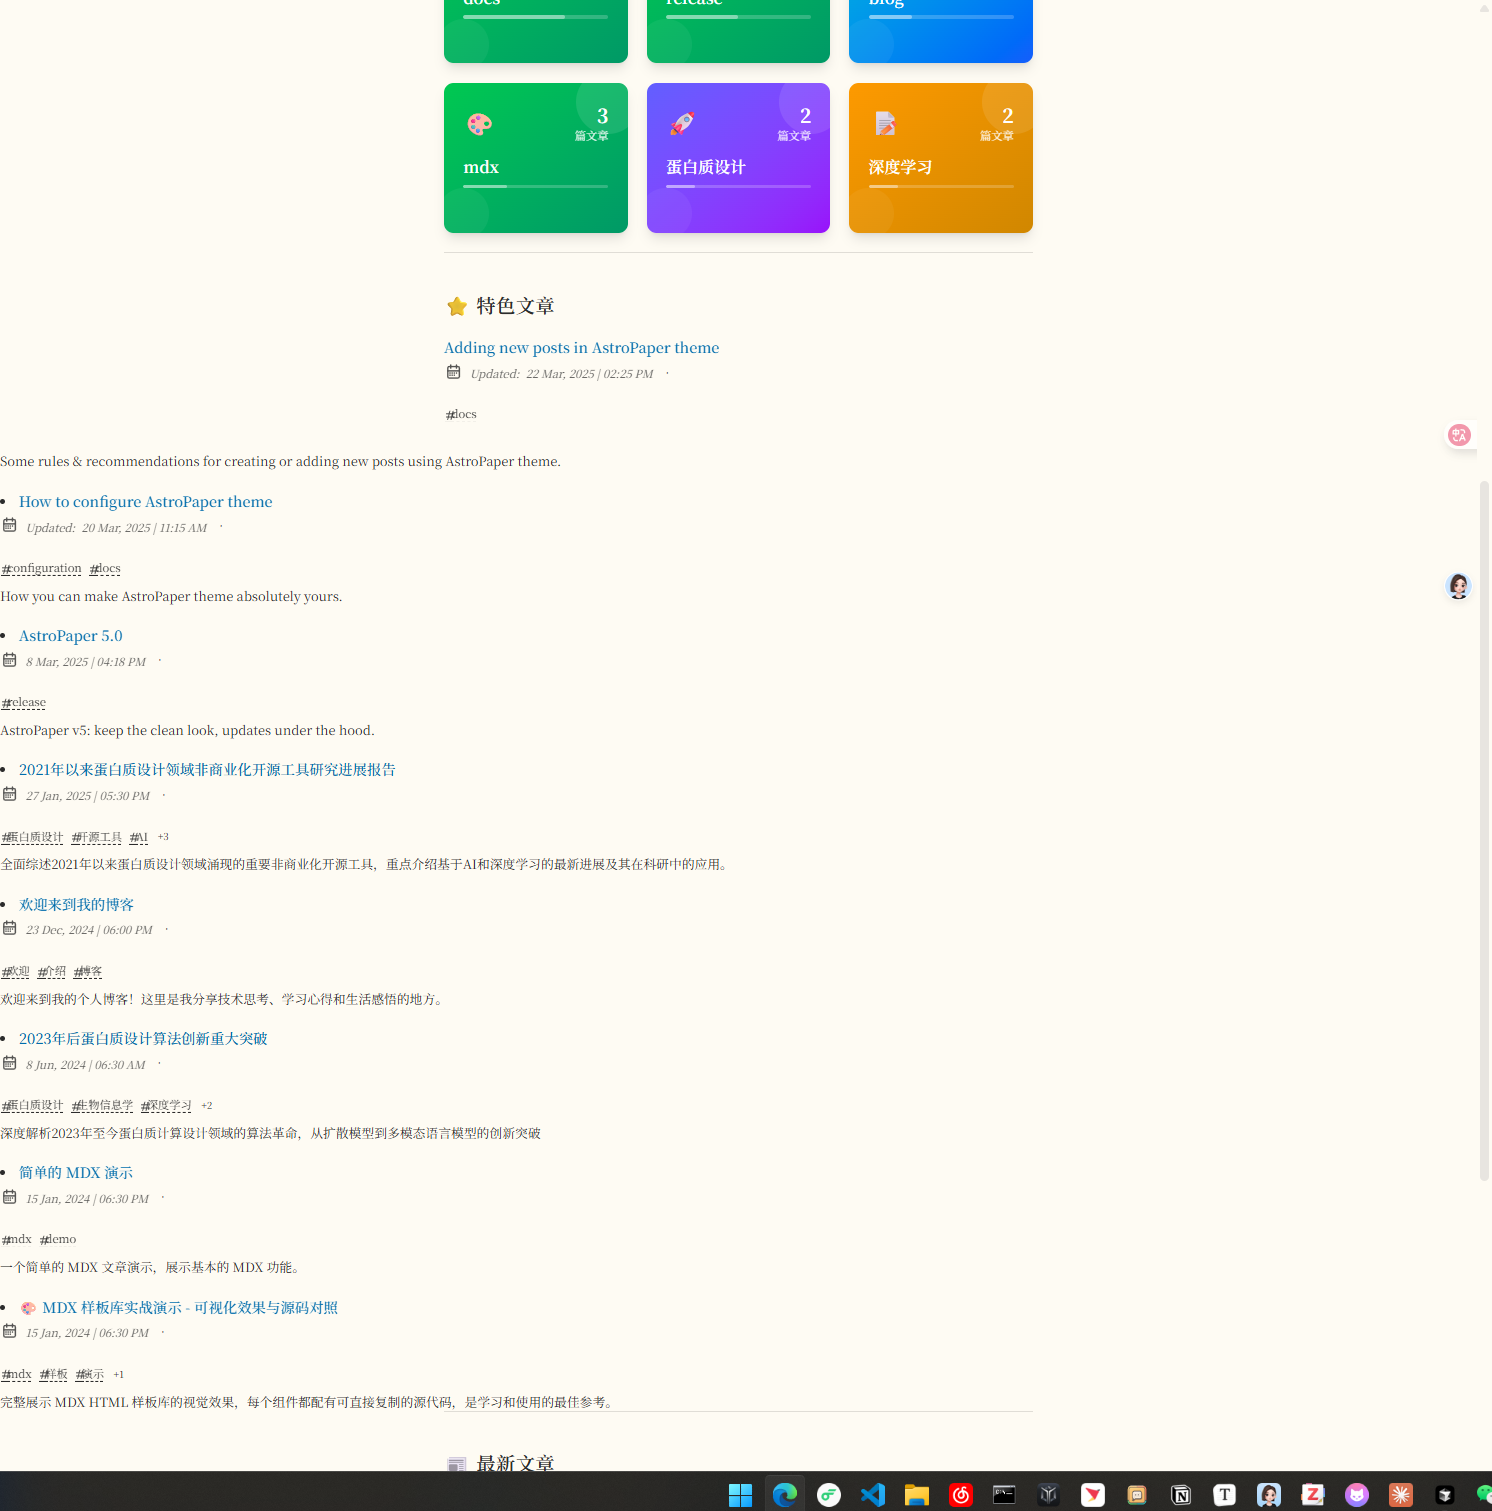 docs
release
blog
3
篇文章
mdx
2
篇文章
蛋白质设计
2
篇文章
深度学习
特色文章
Adding new posts in AstroPaper theme
Updated: 22 Mar, 2025 | 02:25 PM ·
#docs
Some rules & recommendations for creating or adding new posts using AstroPaper theme.
• How to configure AstroPaper theme
Updated: 20 Mar, 2025 | 11:15 AM ·
#configuration #docs
How you can make AstroPaper theme absolutely yours.
• AstroPaper 5.0
8 Mar, 2025 | 04:18 PM ·
#release
AstroPaper v5: keep the clean look, updates under the hood.
• 2021年以来蛋白质设计领域非商业化开源工具研究进展报告
27 Jan, 2025 | 05:30 PM ·
#蛋白质设计 #开源工具 #AI +3
全面综述2021年以来蛋白质设计领域涌现的重要非商业化开源工具，重点介绍基于AI和深度学习的最新进展及其在科研中的应用。
• 欢迎来到我的博客
23 Dec, 2024 | 06:00 PM ·
#欢迎 #介绍 #博客
欢迎来到我的个人博客！这里是我分享技术思考、学习心得和生活感悟的地方。
• 2023年后蛋白质设计算法创新重大突破
8 Jun, 2024 | 06:30 AM ·
#蛋白质设计 #生物信息学 #深度学习 +2
深度解析2023年至今蛋白质计算设计领域的算法革命，从扩散模型到多模态语言模型的创新突破
• 简单的 MDX 演示
15 Jan, 2024 | 06:30 PM ·
#mdx #demo
一个简单的 MDX 文章演示，展示基本的 MDX 功能。
• MDX 样板库实战演示 - 可视化效果与源码对照
15 Jan, 2024 | 06:30 PM ·
#mdx #样板 #演示 +1
完整展示 MDX HTML 样板库的视觉效果，每个组件都配有可直接复制的源代码，是学习和使用的最佳参考。
最新文章